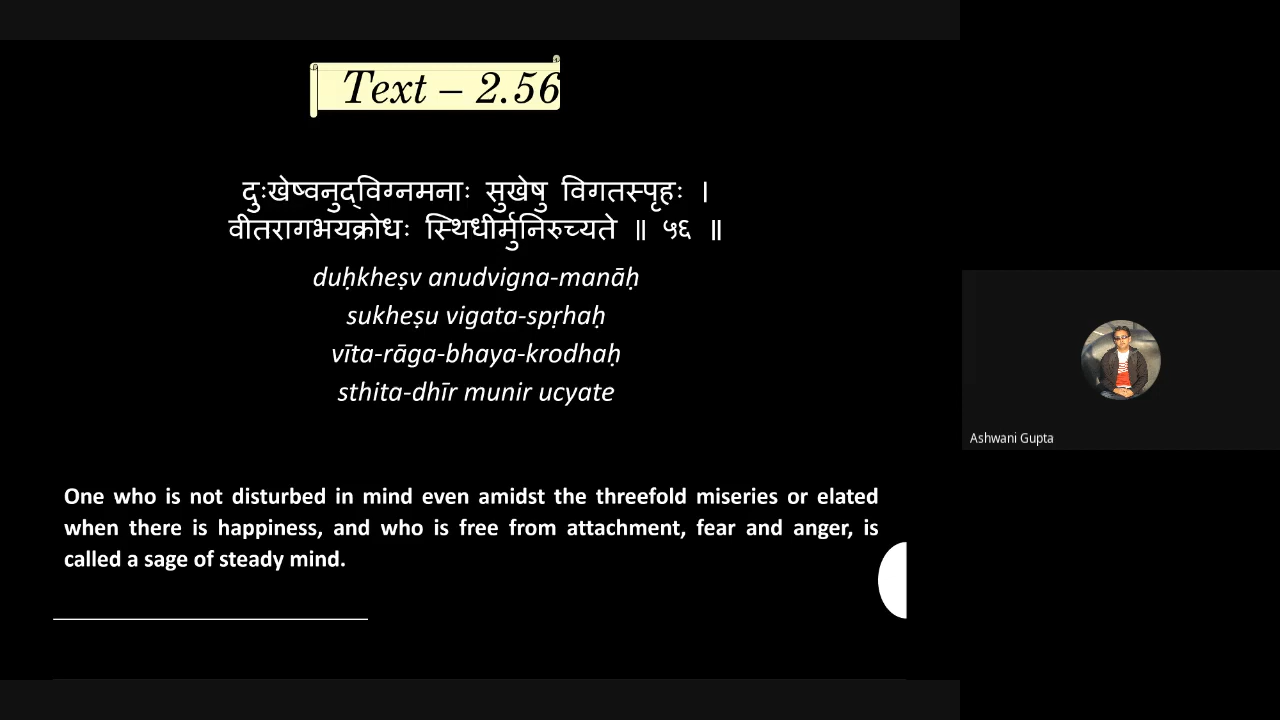 Text – 2.56
दुःखेष्वनुद्विग्नमनाः सुखेषु विगतस्पृहः ।
वीतरागभयक्रोधः स्थिधीर्मुनिरुच्यते ॥ ५६ ॥
duḥkheṣv anudvigna-manāḥ
sukheṣu vigata-spṛhaḥ
vīta-rāga-bhaya-krodhaḥ
sthita-dhīr munir ucyate
One who is not disturbed in mind even amidst the threefold miseries or elated
when there is happiness, and who is free from attachment, fear and anger, is
called a sage of steady mind.
Ashwani Gupta